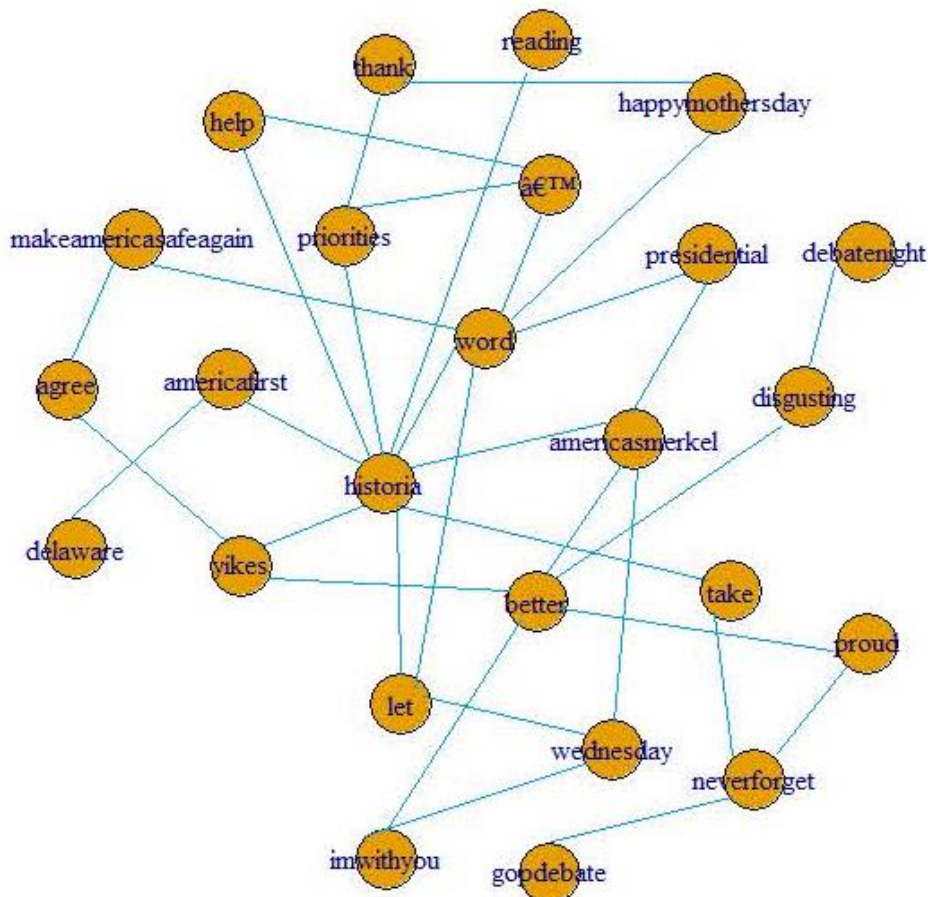 reading
thank
happymothersday
help
â€™
makeamericasafeagain
priorities
presidential
debatenight
word
agree
americafirst
disgusting
americasmerkel
historia
delaware
yikes
better
take
proud
let
wednesday
neverforget
imwithyou
gopdebate